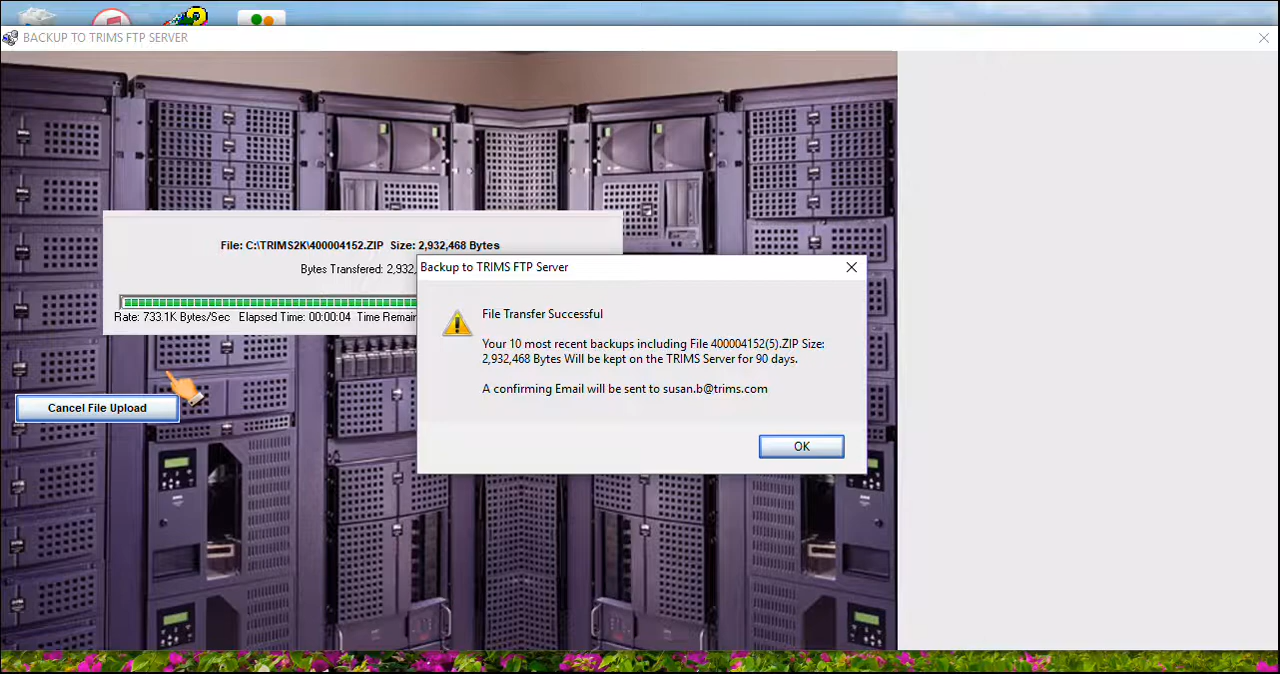 BACKUP TO TRIMS FTP SERVER
File: C:\TRIMS2K\400004152.ZIP Size: 2,932,468 Bytes
Bytes Transfered: 2,932,
Rate: 733.1K Bytes/Sec Elapsed Time: 00:00:04 Time Remain
Cancel File Upload
Backup to TRIMS FTP Server
File Transfer Successful
Your 10 most recent backups including File 400004152(5).ZIP Size:
2,932,468 Bytes Will be kept on the TRIMS Server for 90 days.
A confirming Email will be sent to susan.b@trims.com
OK